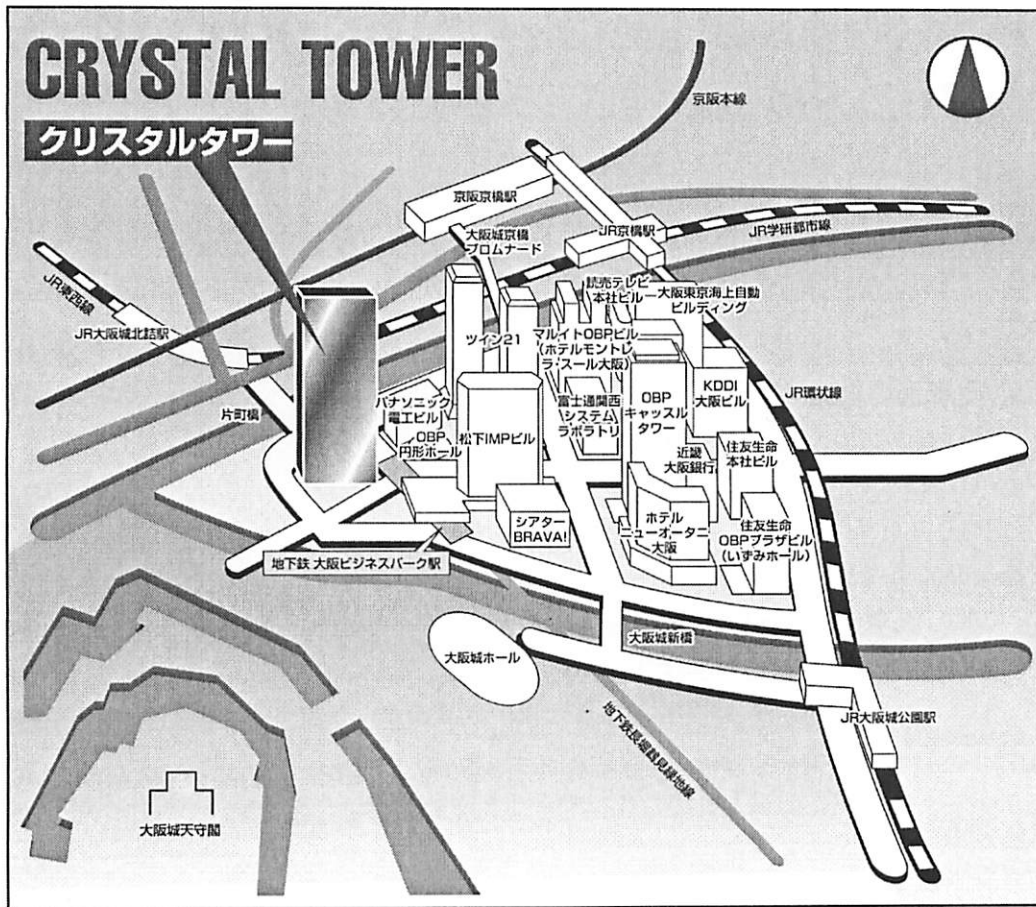 CRYSTAL TOWER
クリスタルタワー
京阪本線
京阪京橋駅
大阪城京橋
プロムナード
JR京橋駅
JR学研都市線
JR東西線
JR大阪城北詰駅
読売テレビ
本社ビル
大阪東京海上自動
ビルディング
ツイン21
マルイトOBPビル
(ホテルモントレ
ラ・スール大阪)
片町橋
パナソニック
電工ビル
OBP
円形ホール
松下IMPビル
富士通関西
システム
ラボラトリ
OBP
キャッスル
タワー
KDDI
大阪ビル
JR環状線
近畿
大阪銀行
住友生命
本社ビル
シアター
BRAVA!
ホテル
ニューオータニ
大阪
住友生命
OBPプラザビル
(いずみホール)
地下鉄 大阪ビジネスパーク駅
大阪城新橋
大阪城ホール
JR大阪城公園駅
地下鉄長堀鶴見緑地線
大阪城天守閣